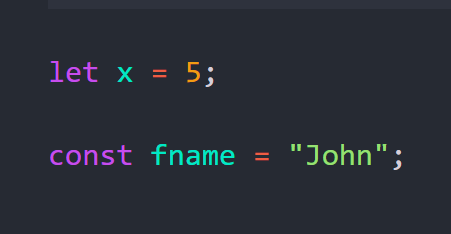 let x = 5;
const fname = "John";